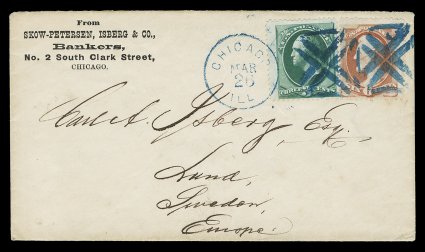 From
SKOW-PETERSEN, ISBERG & CO.,
Bankers,
No. 2 South Clark Street,
CHICAGO.
CHICAGO
MAR
20
ILL
Isberg, Esq.
Lund,
Sweden
Europe.